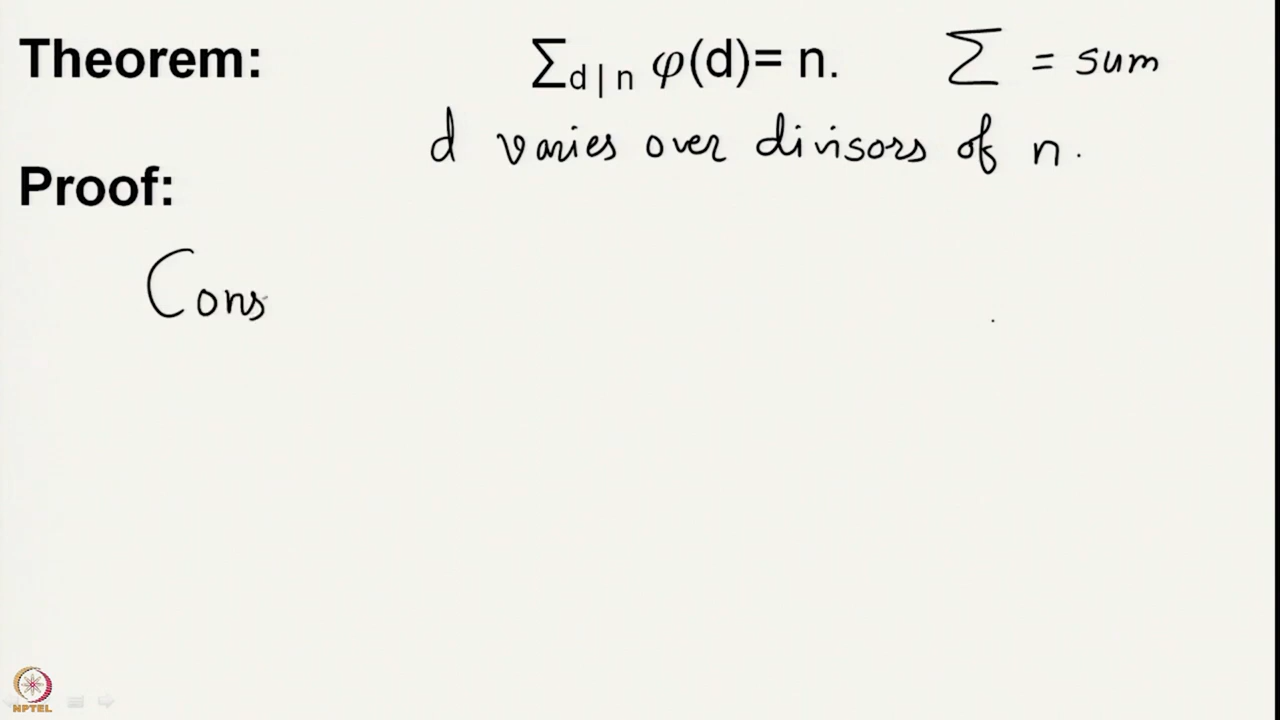 Theorem: ∑d | n φ(d)= n. ∑ = sum
d varies over divisors of n.
Proof:
Cons
NPTEL